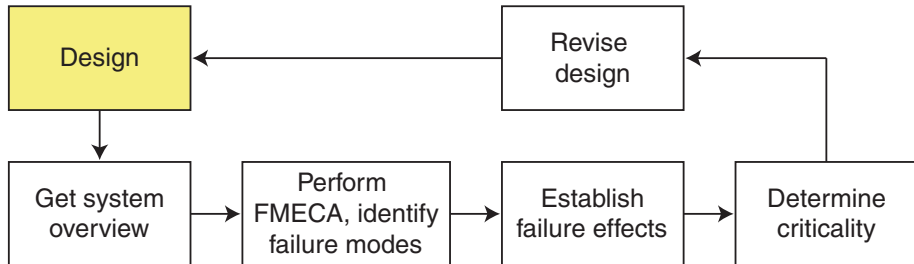 Design
Revise
design
Get system
overview
Perform
FMECA, identify
failure modes
Establish
failure effects
Determine
criticality